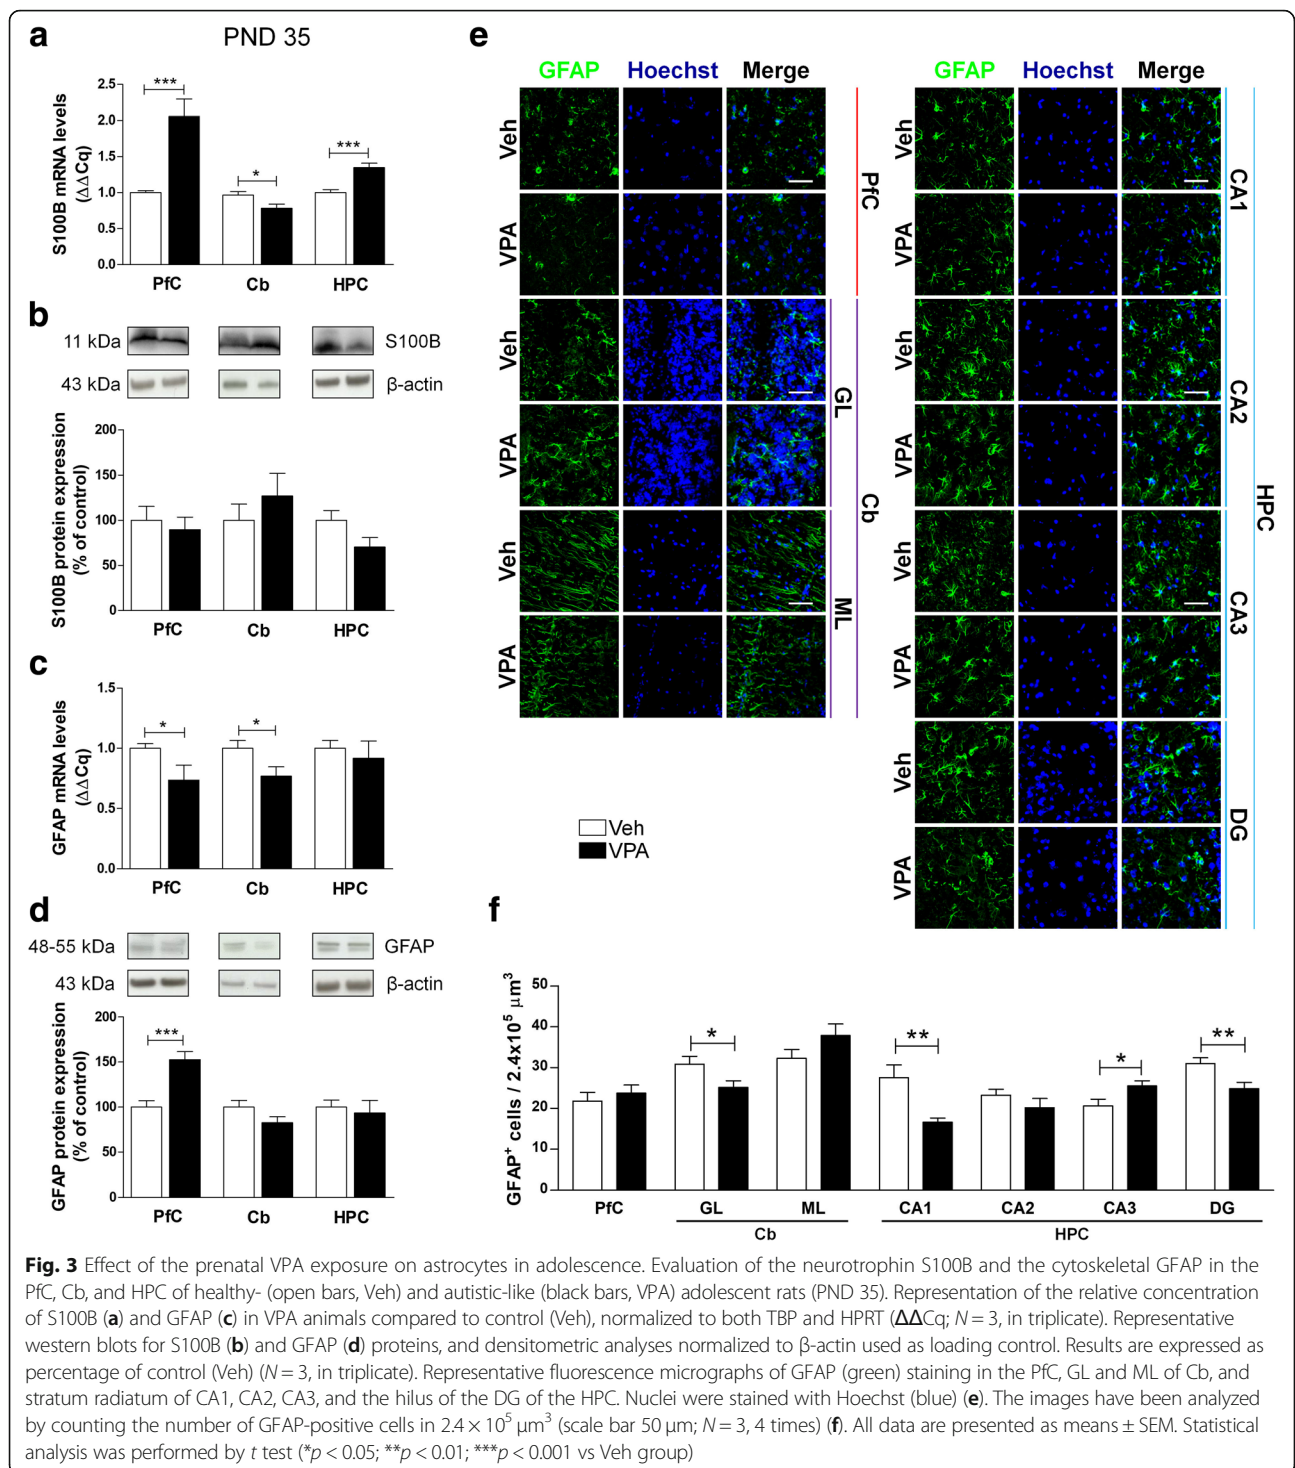 a
PND 35
S100B mRNA levels
(ΔΔCq)
2.5
2.0
1.5
1.0
0.5
0.0
***
*
***
PfC Cb HPC
b
11 kDa S100B
43 kDa β-actin
S100B protein expression
(% of control)
200
150
100
50
0
PfC Cb HPC
c
GFAP mRNA levels
(ΔΔCq)
1.5
1.0
0.5
0.0
*
*
PfC Cb HPC
d
48-55 kDa GFAP
43 kDa β-actin
GFAP protein expression
(% of control)
200
150
100
50
0
***
PfC Cb HPC
Veh
VPA
e
GFAP Hoechst Merge
Veh
VPA
PfC
Veh
VPA
GL
Veh
VPA
ML
Cb
GFAP Hoechst Merge
Veh
VPA
CA1
Veh
VPA
CA2
Veh
VPA
CA3
Veh
VPA
DG
HPC
f
GFAP+ cells / 2.4x10⁵ μm³
50
40
30
20
10
0
*
**
*
**
PfC GL ML CA1 CA2 CA3 DG
Cb HPC
Fig. 3 Effect of the prenatal VPA exposure on astrocytes in adolescence. Evaluation of the neurotrophin S100B and the cytoskeletal GFAP in the
PfC, Cb, and HPC of healthy- (open bars, Veh) and autistic-like (black bars, VPA) adolescent rats (PND 35). Representation of the relative concentration
of S100B (a) and GFAP (c) in VPA animals compared to control (Veh), normalized to both TBP and HPRT (ΔΔCq; N = 3, in triplicate). Representative
western blots for S100B (b) and GFAP (d) proteins, and densitometric analyses normalized to β-actin used as loading control. Results are expressed as
percentage of control (Veh) (N = 3, in triplicate). Representative fluorescence micrographs of GFAP (green) staining in the PfC, GL and ML of Cb, and
stratum radiatum of CA1, CA2, CA3, and the hilus of the DG of the HPC. Nuclei were stained with Hoechst (blue) (e). The images have been analyzed
by counting the number of GFAP-positive cells in 2.4 × 10⁵ μm³ (scale bar 50 μm; N = 3, 4 times) (f). All data are presented as means ± SEM. Statistical
analysis was performed by t test (*p < 0.05; **p < 0.01; ***p < 0.001 vs Veh group)